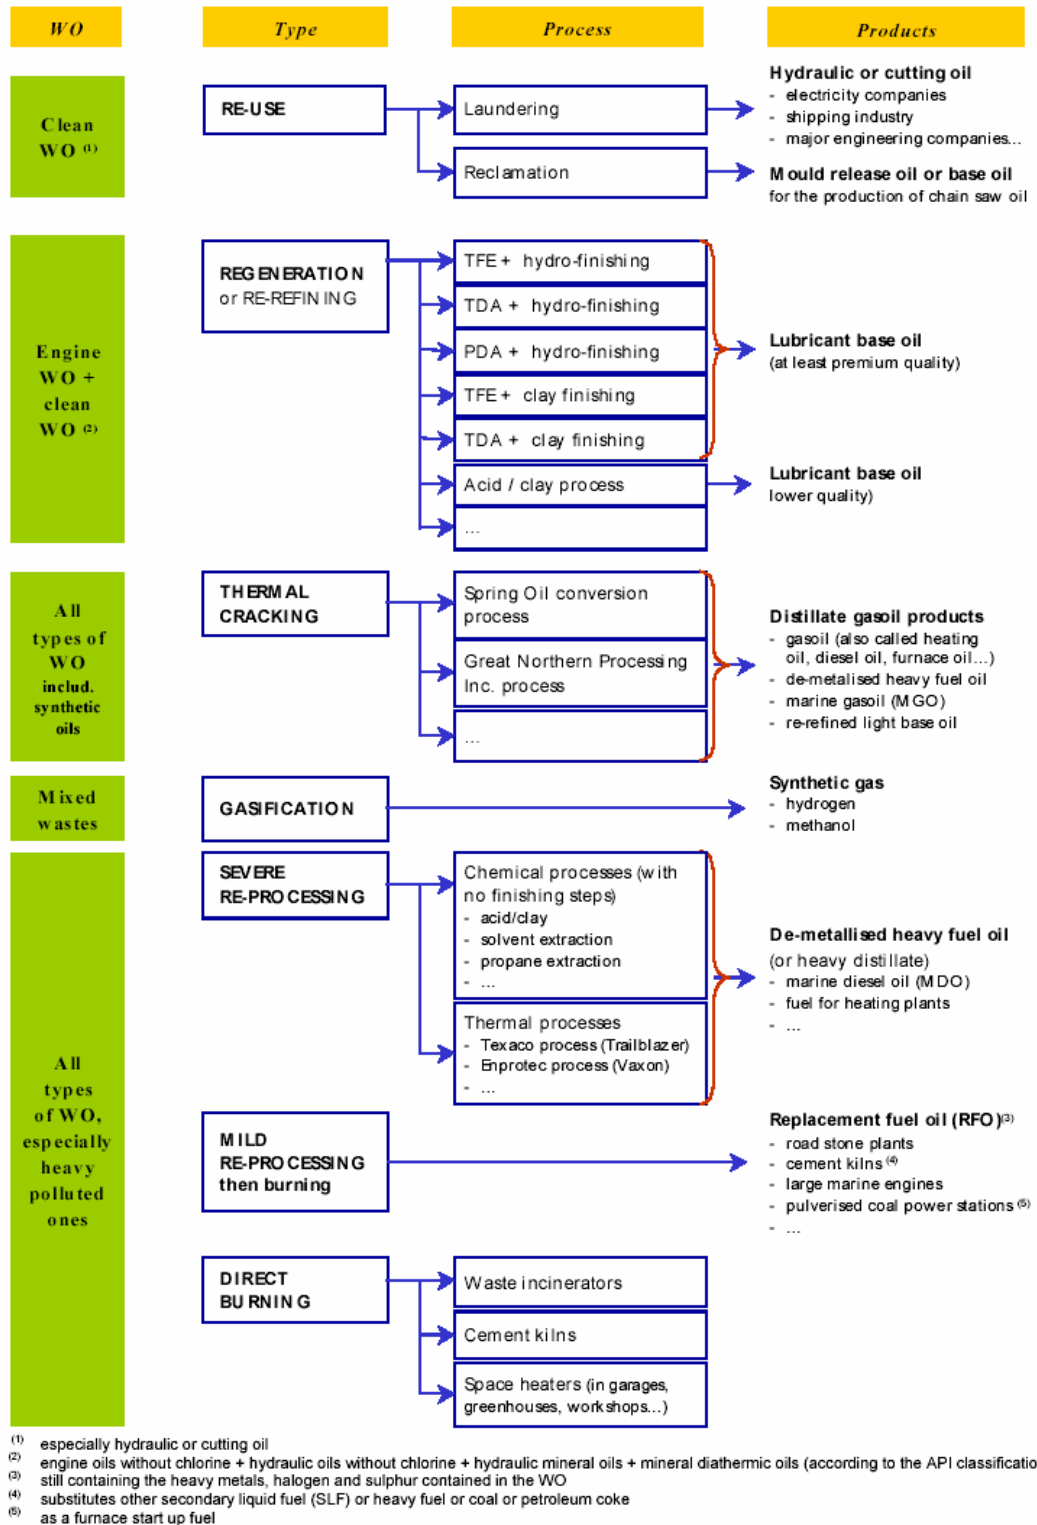 WO Type Process Products
Clean
WO (1)
RE-USE
Laundering
Reclamation
Hydraulic or cutting oil
- electricity companies
- shipping industry
- major engineering companies...
Mould release oil or base oil
for the production of chain saw oil
Engine
WO +
clean
WO (2)
REGENERATION
or RE-REFINING
TFE + hydro-finishing
TDA + hydro-finishing
PDA + hydro-finishing
TFE + clay finishing
TDA + clay finishing
Acid / clay process
...
Lubricant base oil
(at least premium quality)
Lubricant base oil
lower quality)
All
types of
WO
includ.
synthetic
oils
THERMAL
CRACKING
Spring Oil conversion
process
Great Northern Processing
Inc. process
...
Distillate gasoil products
- gasoil (also called heating
oil, diesel oil, furnace oil...)
- de-metalised heavy fuel oil
- marine gasoil (MGO)
- re-refined light base oil
Mixed
wastes
GASIFICATION
Synthetic gas
- hydrogen
- methanol
All
types
of WO,
especially
heavy
polluted
ones
SEVERE
RE-PROCESSING
Chemical processes (with
no finishing steps)
- acid/clay
- solvent extraction
- propane extraction
- ...
Thermal processes
- Texaco process (Trailblazer)
- Enprotec process (Vaxon)
- ...
De-metallised heavy fuel oil
(or heavy distillate)
- marine diesel oil (MDO)
- fuel for heating plants
- ...
MILD
RE-PROCESSING
then burning
Replacement fuel oil (RFO)(3)
- road stone plants
- cement kilns (4)
- large marine engines
- pulverised coal power stations (5)
- ...
DIRECT
BURNING
Waste incinerators
Cement kilns
Space heaters (in garages,
greenhouses, workshops...)
(1) especially hydraulic or cutting oil
(2) engine oils without chlorine + hydraulic oils without chlorine + hydraulic mineral oils + mineral diathermic oils (according to the API classificatio
(3) still containing the heavy metals, halogen and sulphur contained in the WO
(4) substitutes other secondary liquid fuel (SLF) or heavy fuel or coal or petroleum coke
(5) as a furnace start up fuel